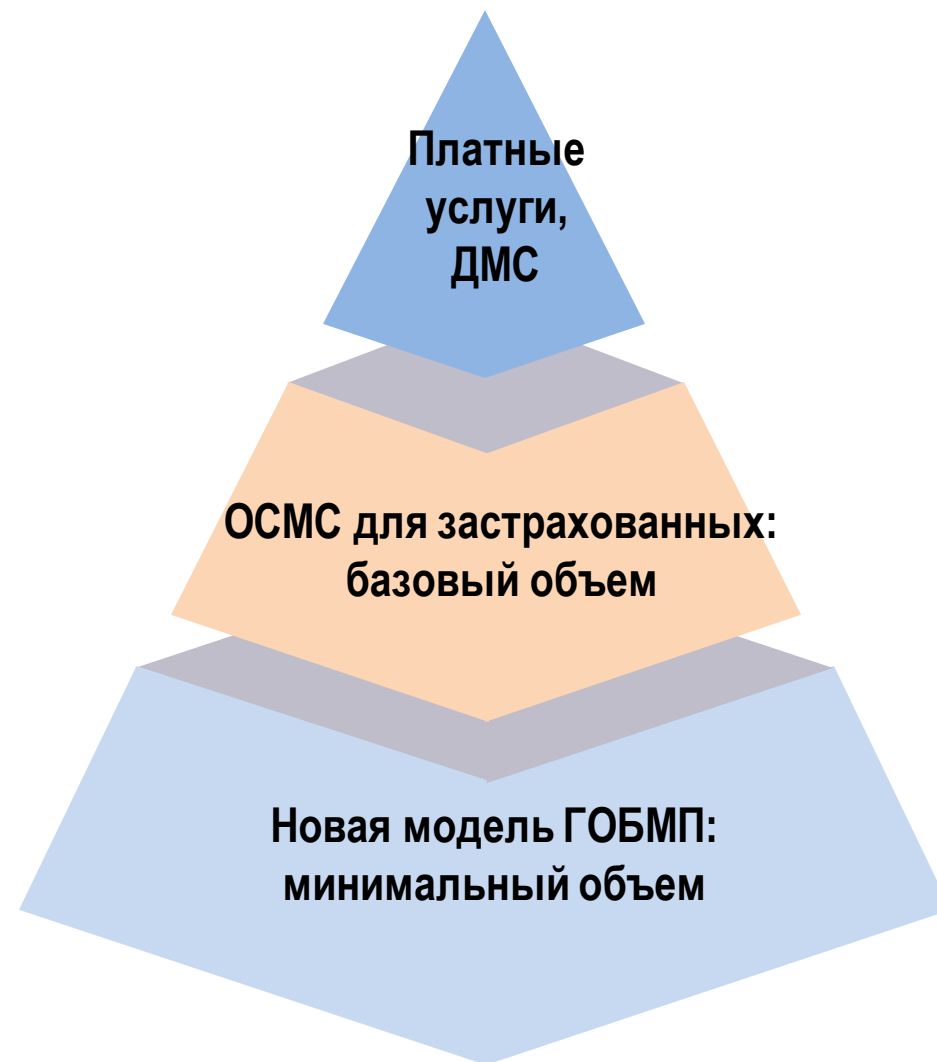 Платные
услуги,
ДМС
ОСМС для застрахованных:
базовый объем
Новая модель ГОБМП:
минимальный объем